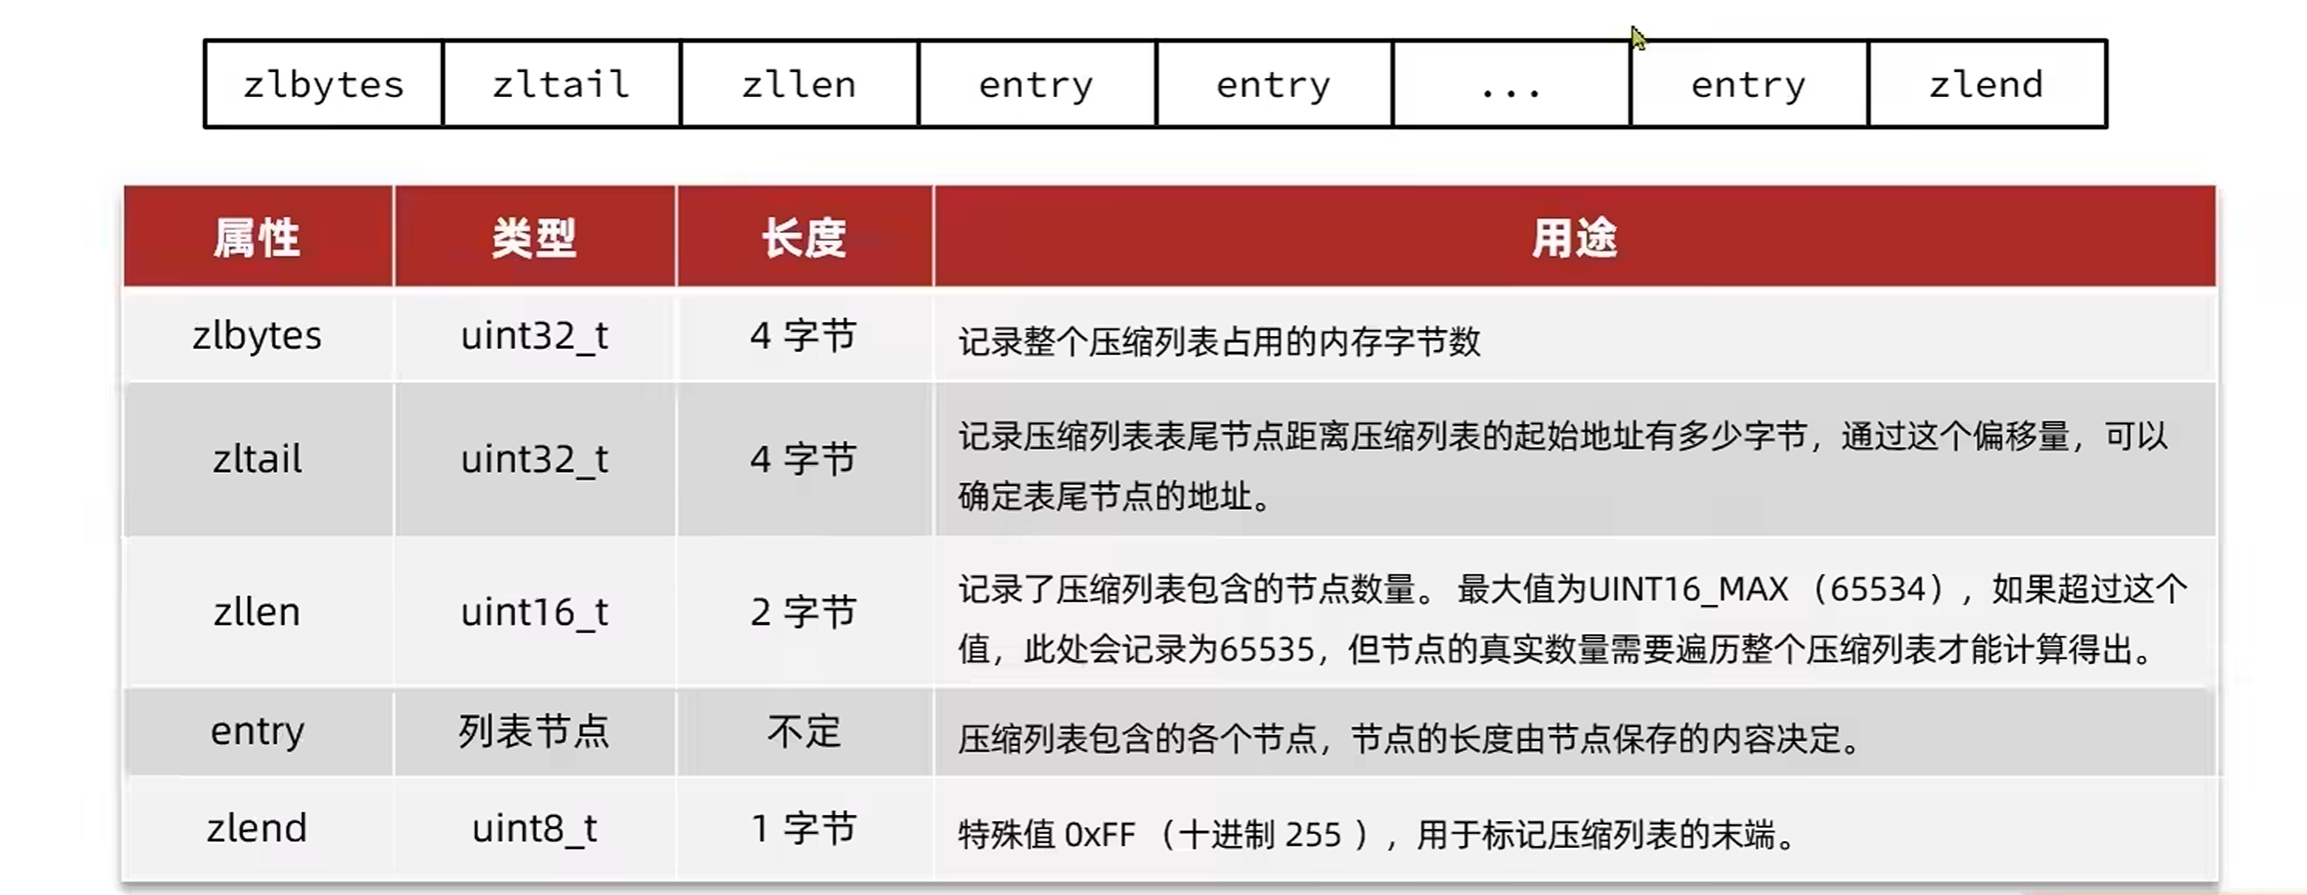 zlbytes zltail zllen entry entry ... entry zlend
属性 类型 长度 用途
zlbytes uint32_t 4 字节 记录整个压缩列表占用的内存字节数
zltail uint32_t 4 字节 记录压缩列表表尾节点距离压缩列表的起始地址有多少字节，通过这个偏移量，可以
确定表尾节点的地址。
zllen uint16_t 2 字节 记录了压缩列表包含的节点数量。 最大值为UINT16_MAX （65534），如果超过这个
值，此处会记录为65535，但节点的真实数量需要遍历整个压缩列表才能计算得出。
entry 列表节点 不定 压缩列表包含的各个节点，节点的长度由节点保存的内容决定。
zlend uint8_t 1 字节 特殊值 0xFF （十进制 255 ），用于标记压缩列表的末端。